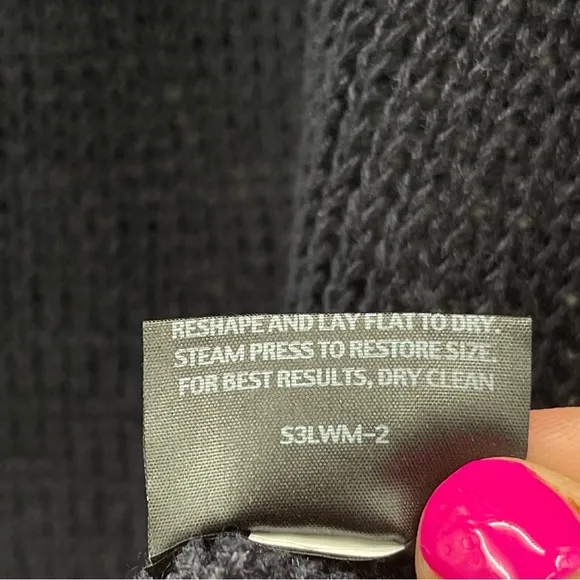 RESHAPE AND LAY FLAT TO DRY.
STEAM PRESS TO RESTORE SIZE.
FOR BEST RESULTS, DRY CLEAN
S3LWM-2